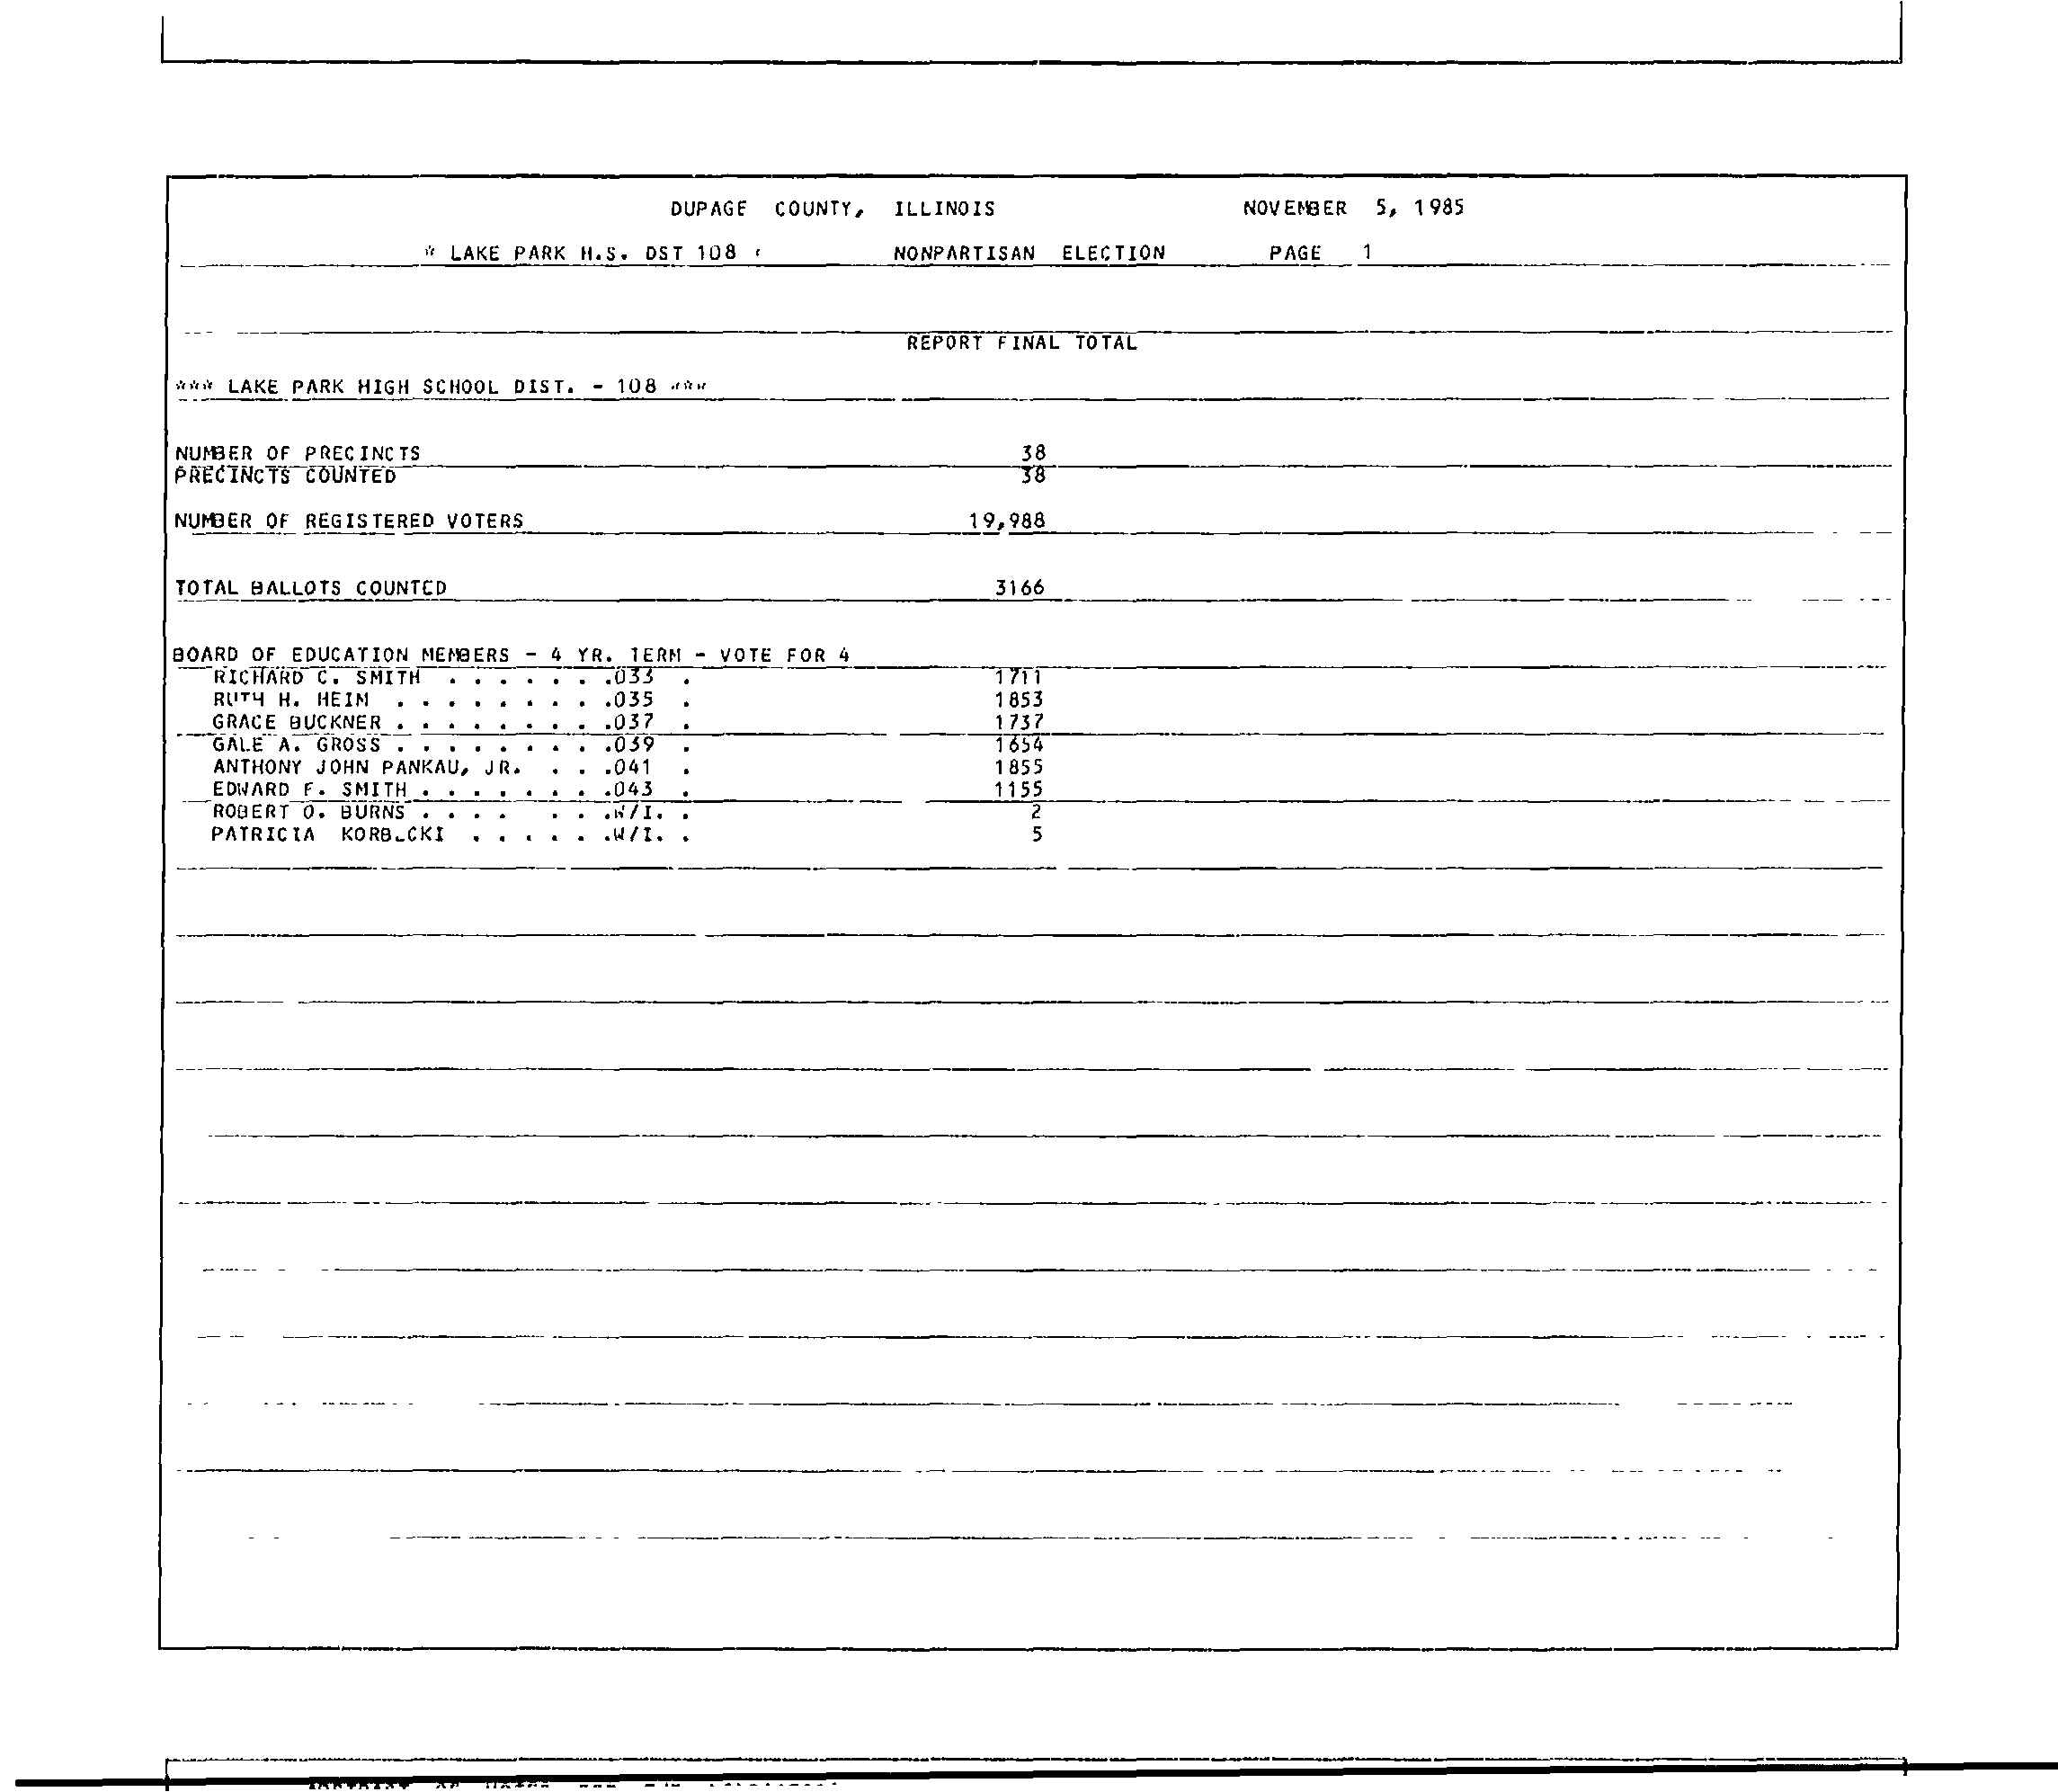 DUPAGE COUNTY, ILLINOIS NOVEMBER 5, 1985
* LAKE PARK H.S. DST 108 * NONPARTISAN ELECTION PAGE 1
REPORT FINAL TOTAL
*** LAKE PARK HIGH SCHOOL DIST. - 108 ***
NUMBER OF PRECINCTS 38
PRECINCTS COUNTED 38
NUMBER OF REGISTERED VOTERS 19,988
TOTAL BALLOTS COUNTED 3166
BOARD OF EDUCATION MEMBERS - 4 YR. TERM - VOTE FOR 4
RICHARD C. SMITH . . . . . . .033 . 1711
RUTH H. HEIM . . . . . . . . .035 . 1853
GRACE BUCKNER . . . . . . . . .037 . 1737
GALE A. GROSS . . . . . . . . .039 . 1654
ANTHONY JOHN PANKAU, JR. . . .041 . 1855
EDWARD F. SMITH . . . . . . . .043 . 1155
ROBERT O. BURNS . . . . . . .W/I. . 2
PATRICIA . . . . . .W/I. . 5